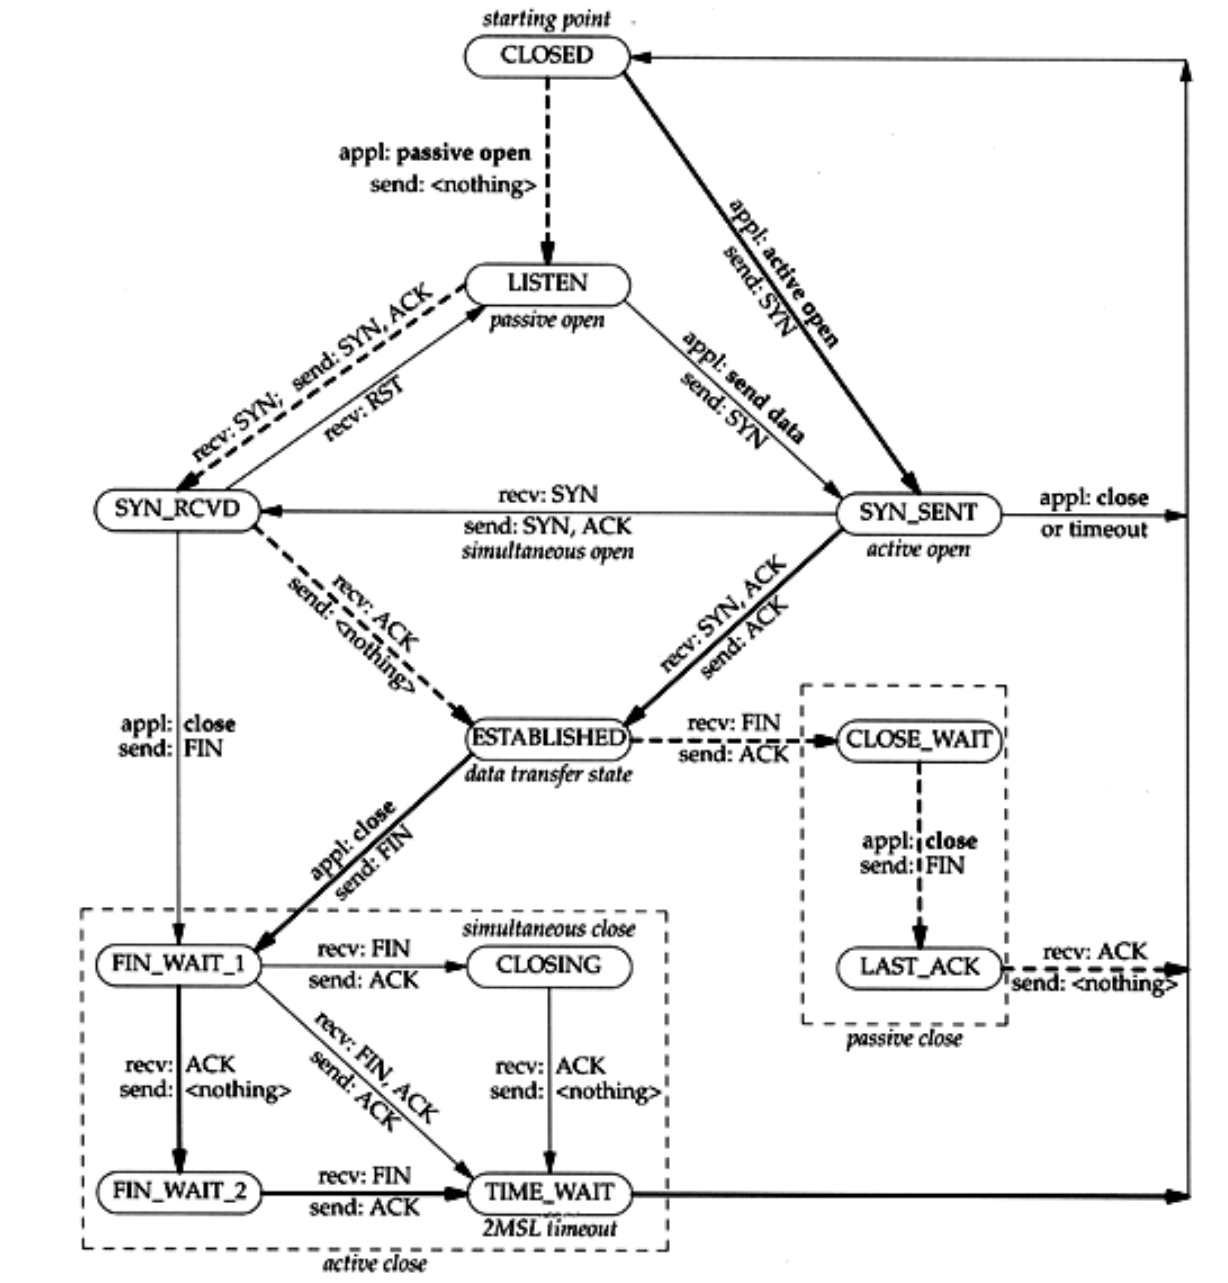 starting point
CLOSED
appl: passive open
send: <nothing>
appl: active open
send: SYN
LISTEN
passive open
recv: SYN; send: SYN, ACK
recv: RST
appl: send data
send: SYN
SYN_RCVD
recv: SYN
send: SYN, ACK
simultaneous open
SYN_SENT
active open
appl: close
or timeout
recv: ACK
send: <nothing>
recv: SYN, ACK
send: ACK
appl: close
send: FIN
ESTABLISHED
data transfer state
recv: FIN
send: ACK
CLOSE_WAIT
appl: close
send: FIN
appl: close
send: FIN
simultaneous close
FIN_WAIT_1
recv: FIN
send: ACK
CLOSING
LAST_ACK
recv: ACK
send: <nothing>
passive close
recv: ACK
send: <nothing>
recv: FIN, ACK
send: ACK
recv: ACK
send: <nothing>
FIN_WAIT_2
recv: FIN
send: ACK
TIME_WAIT
2MSL timeout
active close